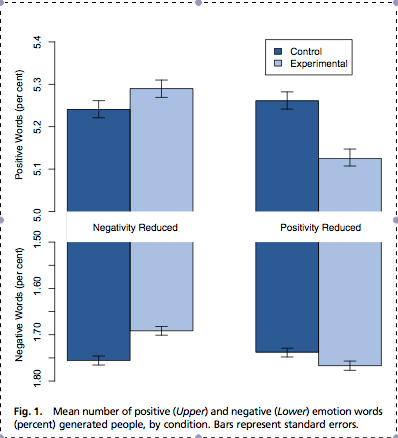 5.4
5.3
5.2
5.1
5.0
Positive Words (per cent)
Control
Experimental
Negativity Reduced
Positivity Reduced
1.50
1.60
1.70
1.80
Negative Words (per cent)
Fig. 1. Mean number of positive (Upper) and negative (Lower) emotion words
(percent) generated people, by condition. Bars represent standard errors.